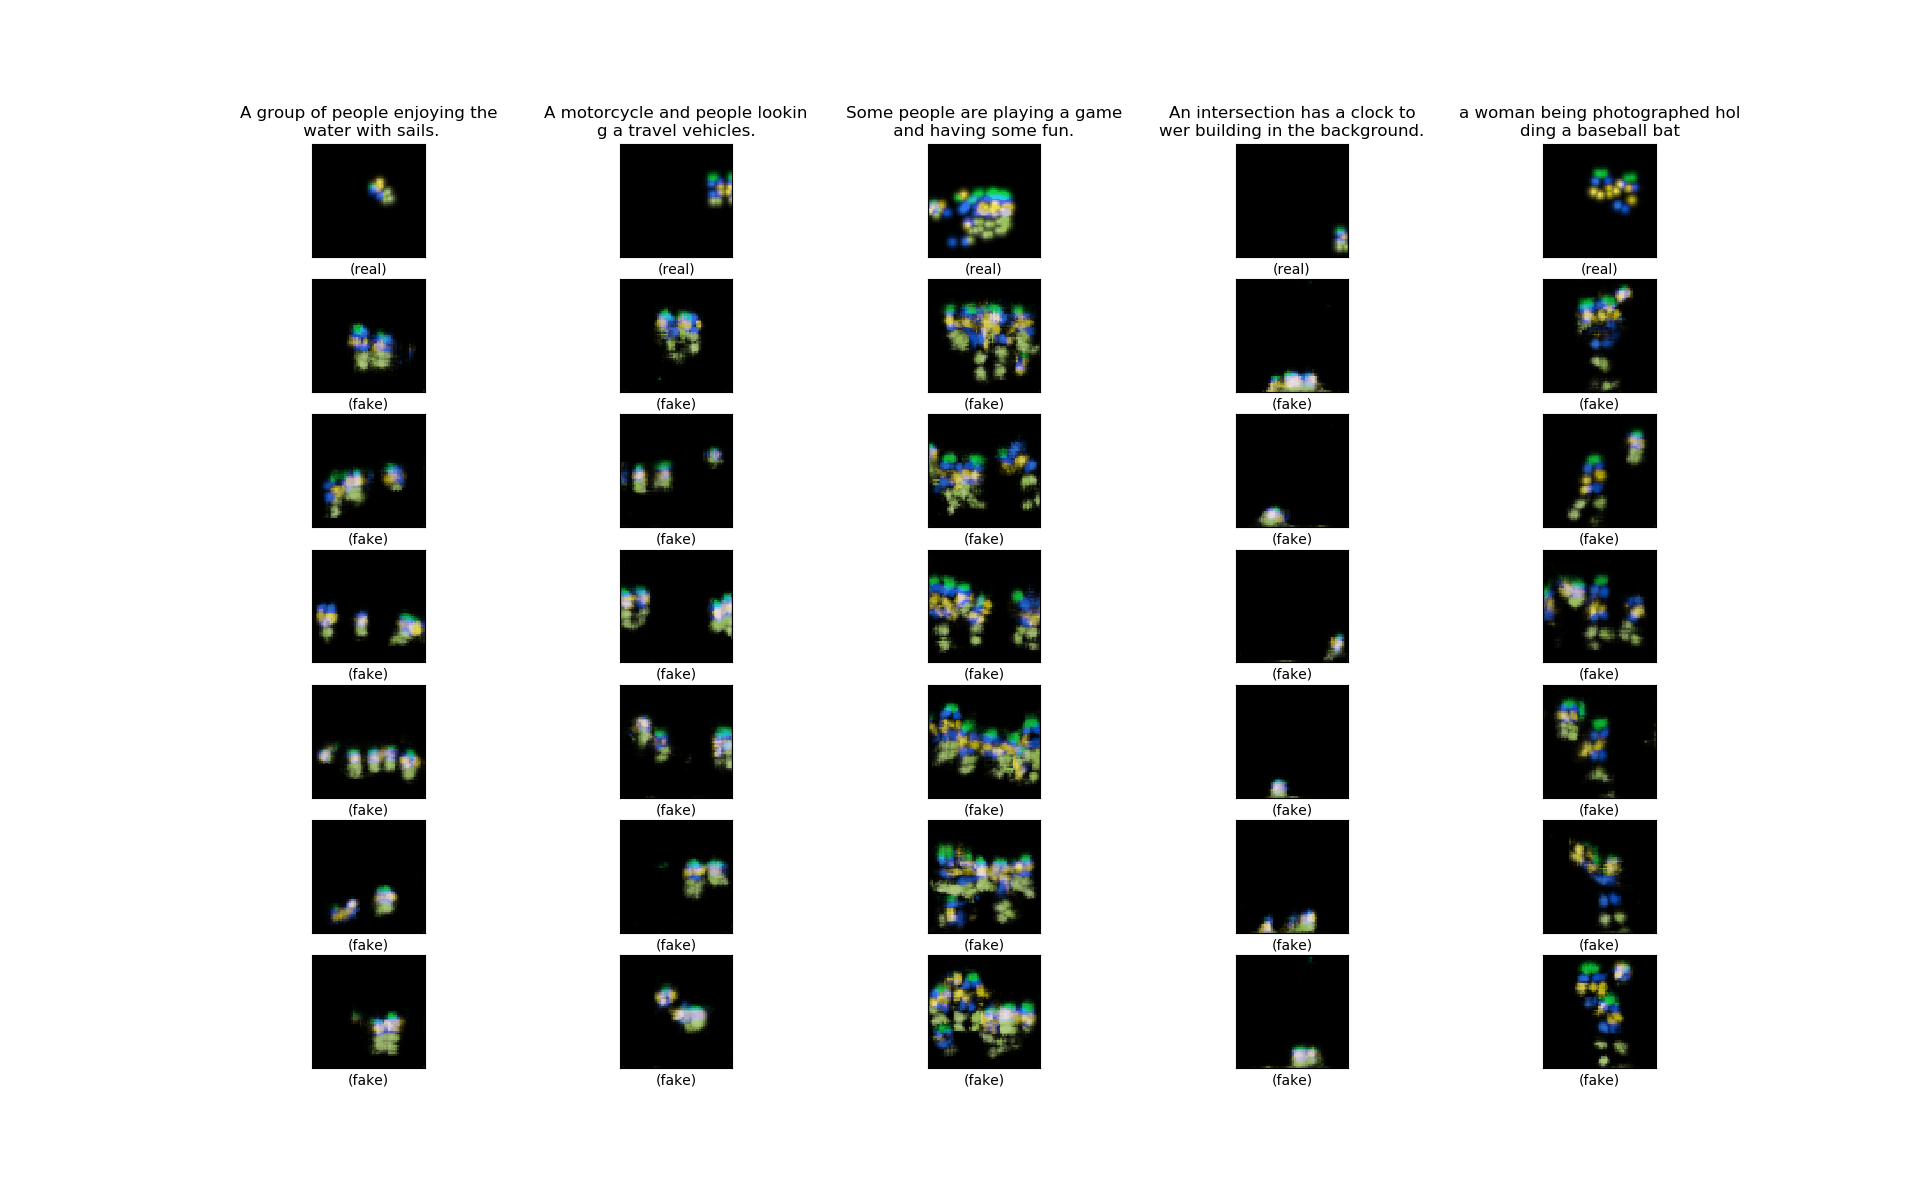 A group of people enjoying the
water with sails.
A motorcycle and people lookin
g a travel vehicles.
Some people are playing a game
and having some fun.
An intersection has a clock to
wer building in the background.
a woman being photographed hol
ding a baseball bat
(real) (real) (real) (real) (real)
(fake) (fake) (fake) (fake) (fake)
(fake) (fake) (fake) (fake) (fake)
(fake) (fake) (fake) (fake) (fake)
(fake) (fake) (fake) (fake) (fake)
(fake) (fake) (fake) (fake) (fake)
(fake) (fake) (fake) (fake) (fake)